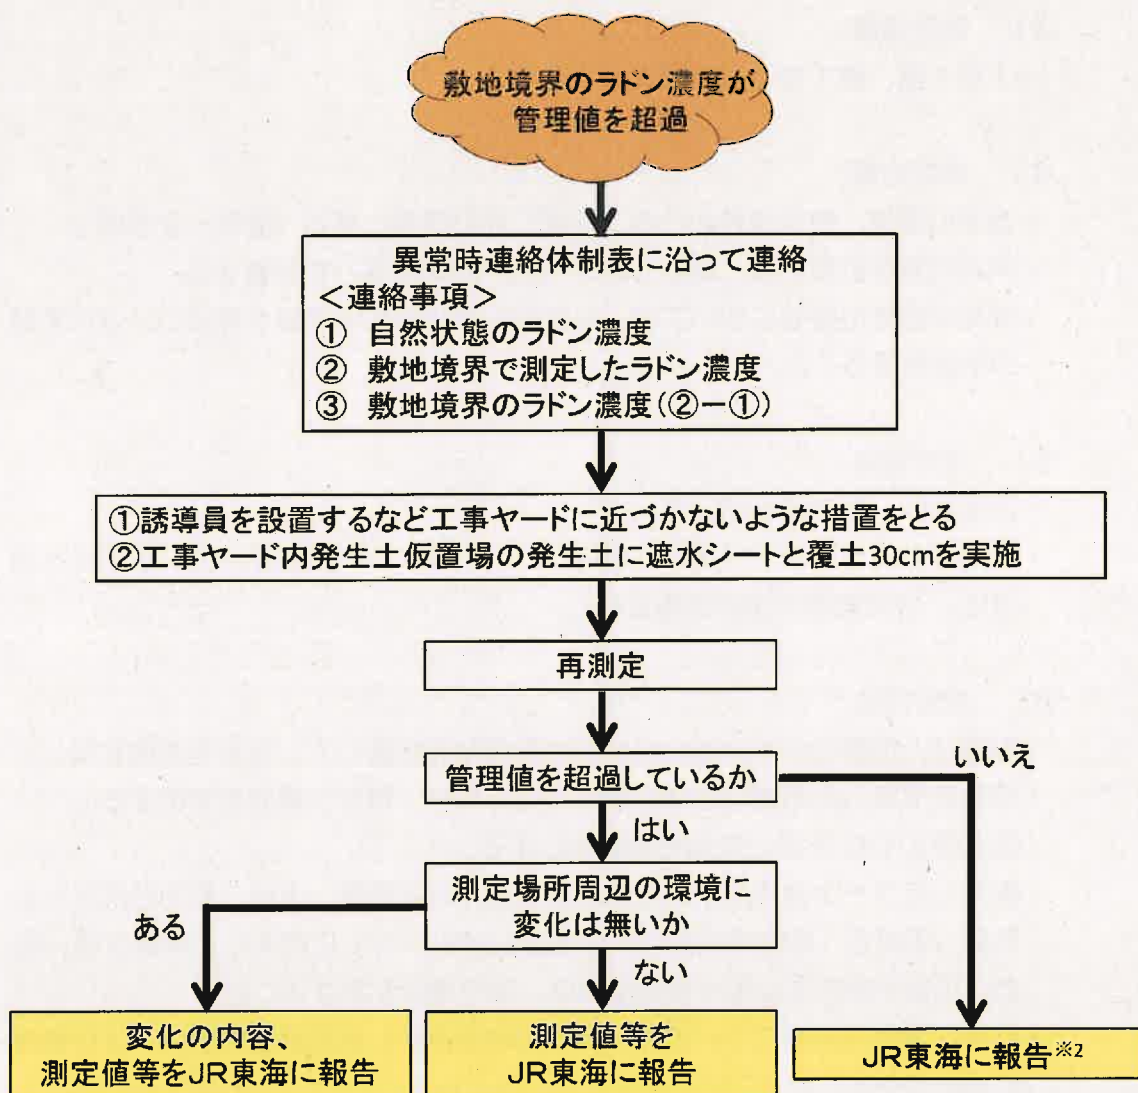 敷地境界のラドン濃度が
管理値を超過
異常時連絡体制表に沿って連絡
＜連絡事項＞
① 自然状態のラドン濃度
② 敷地境界で測定したラドン濃度
③ 敷地境界のラドン濃度(②－①)
①誘導員を設置するなど工事ヤードに近づかないような措置をとる
②工事ヤード内発生土仮置場の発生土に遮水シートと覆土30cmを実施
再測定
管理値を超過しているか
いいえ
はい
測定場所周辺の環境に
変化は無いか
ある
ない
変化の内容、
測定値等をJR東海に報告
測定値等を
JR東海に報告
JR東海に報告※2